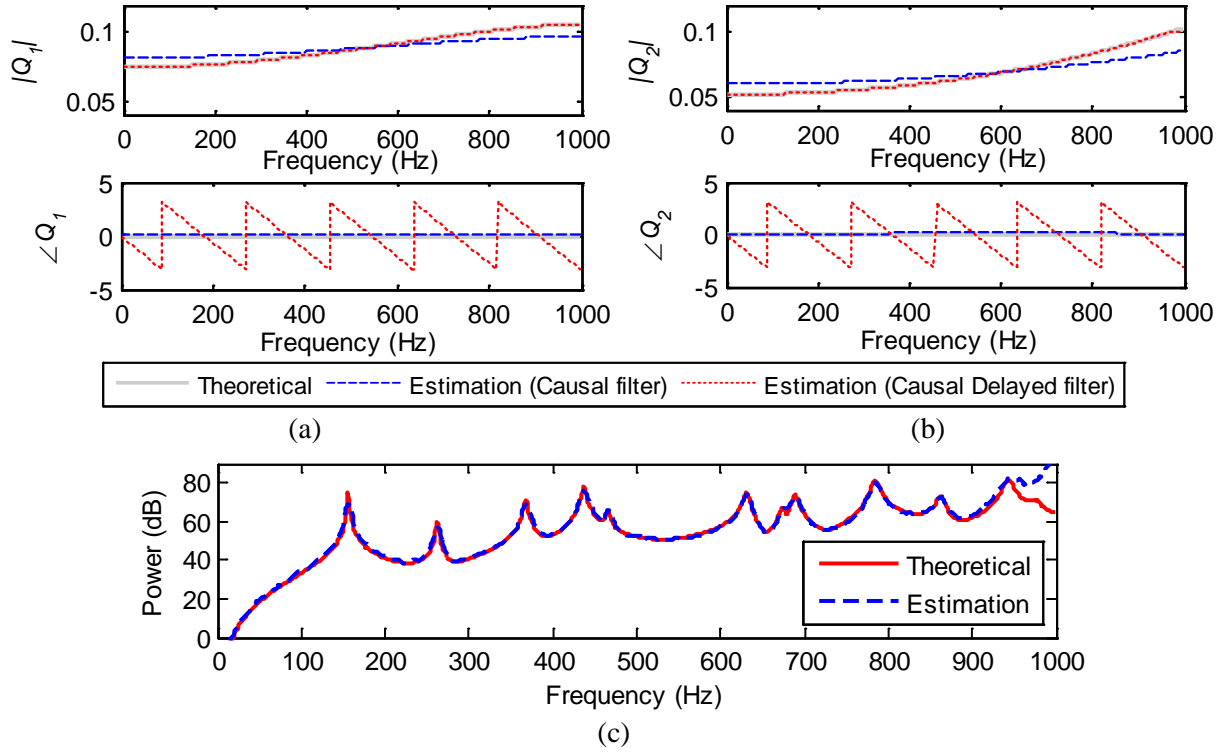 0.1
0.05
|Q1|
0 200 400 600 800 1000
Frequency (Hz)
5
0
-5
∠Q1
0 200 400 600 800 1000
Frequency (Hz)
0.1
0.05
|Q2|
0 200 400 600 800 1000
Frequency (Hz)
5
0
-5
∠Q2
0 200 400 600 800 1000
Frequency (Hz)
Theoretical Estimation (Causal filter) Estimation (Causal Delayed filter)
(a) (b)
80
60
40
20
0
Power (dB)
Theoretical
Estimation
0 100 200 300 400 500 600 700 800 900 1000
Frequency (Hz)
(c)